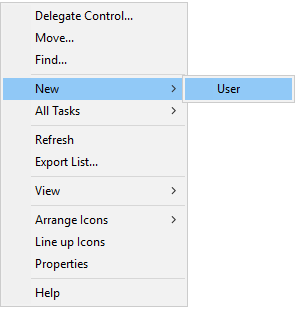 Delegate Control...
Move...
Find...
New
User
All Tasks
Refresh
Export List...
View
Arrange Icons
Line up Icons
Properties
Help